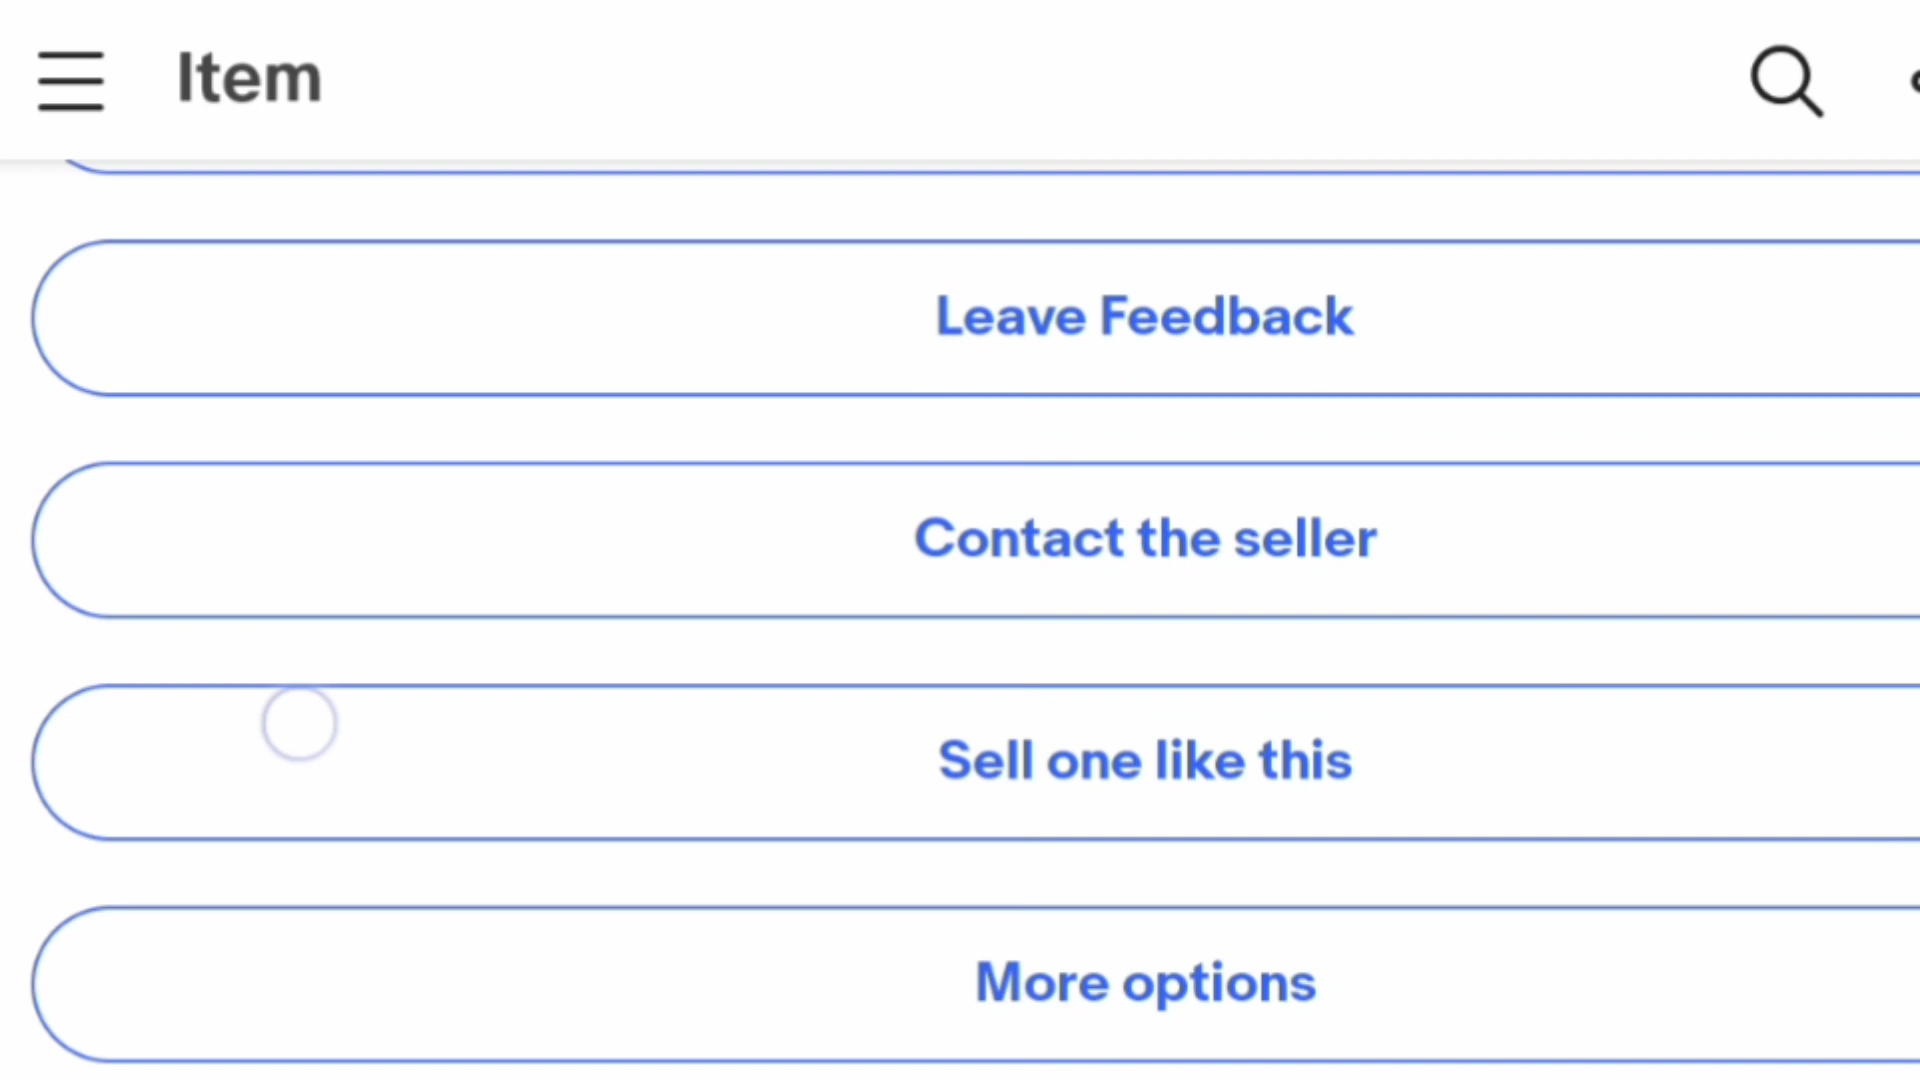 Item
Leave Feedback
Contact the seller
Sell one like this
More options